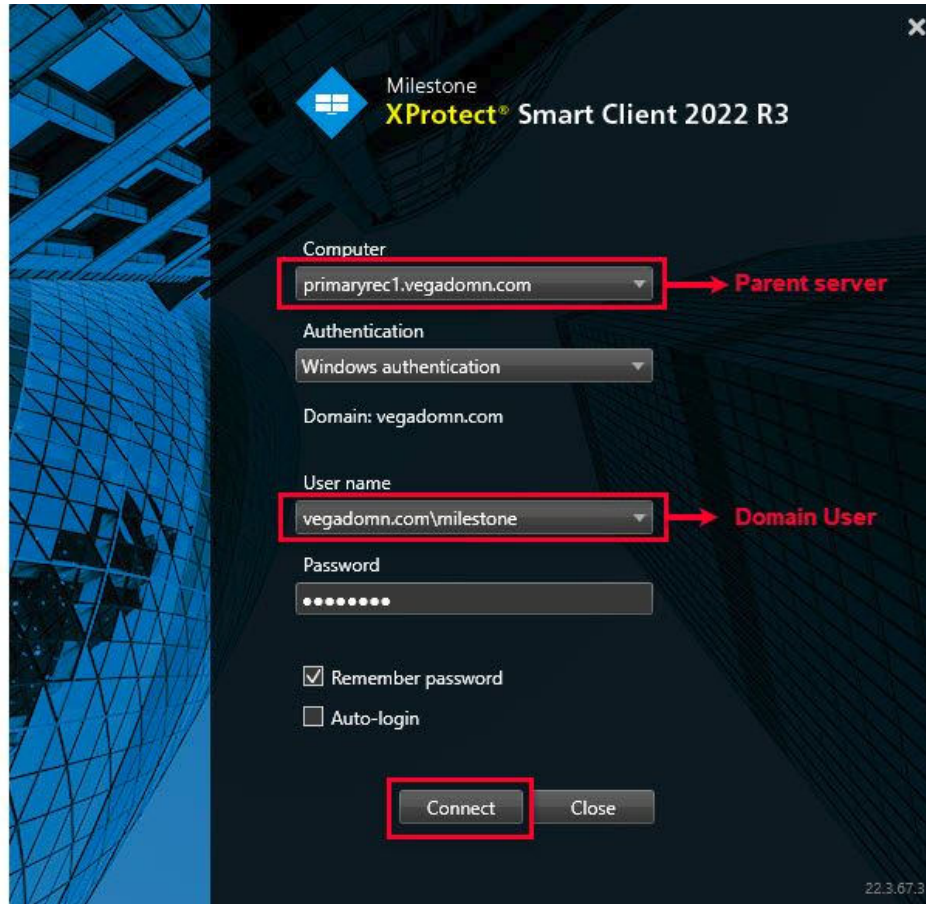 Milestone
XProtect® Smart Client 2022 R3
Computer
primaryrec1.vegadomn.com
Parent server
Authentication
Windows authentication
Domain: vegadomn.com
User name
vegadomn.com\milestone
Domain User
Password
Remember password
Auto-login
Connect Close
22.3.67.3